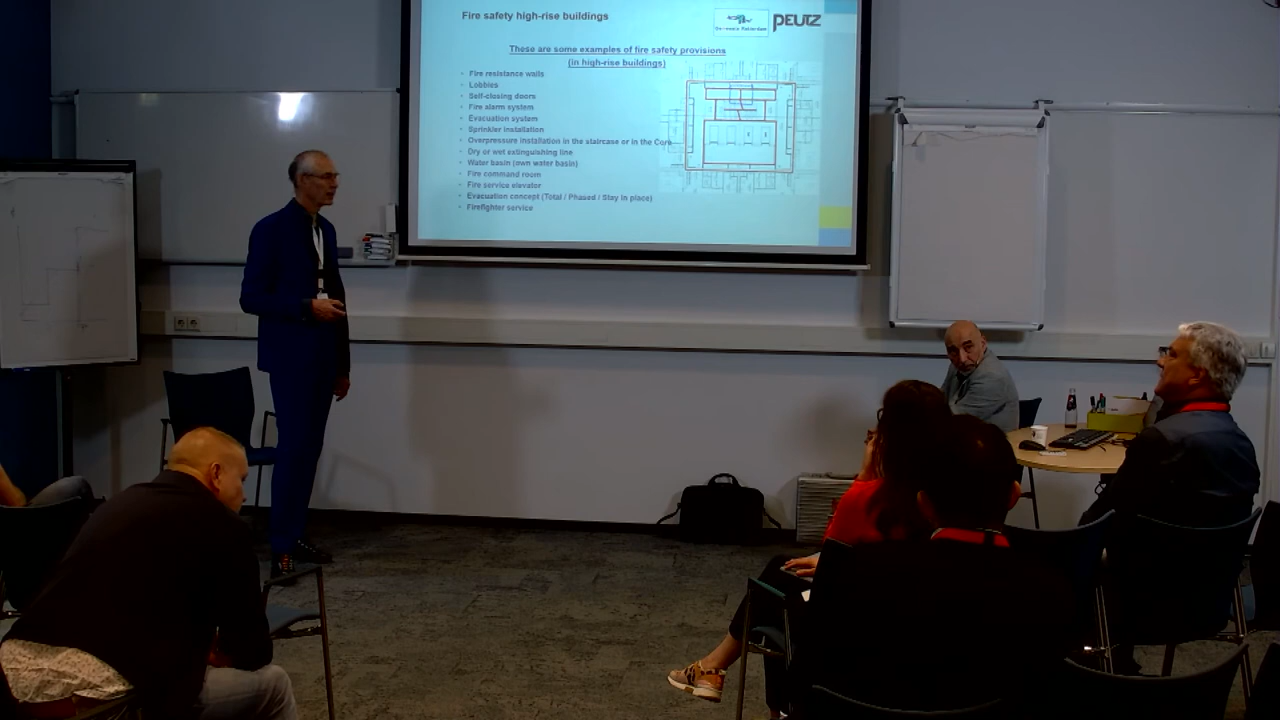 Fire safety high-rise buildings
Gemeente Rotterdam
PEUTZ
These are some examples of fire safety provisions
(in high-rise buildings)
• Fire resistance walls
• Lobbies
• Self-closing doors
• Fire alarm system
• Evacuation system
• Sprinkler installation
• Overpressure installation in the staircase or in the Core
• Dry or wet extinguishing line
• Water basin (own water basin)
• Fire command room
• Fire service elevator
• Evacuation concept (Total / Phased / Stay in place)
• Firefighter service